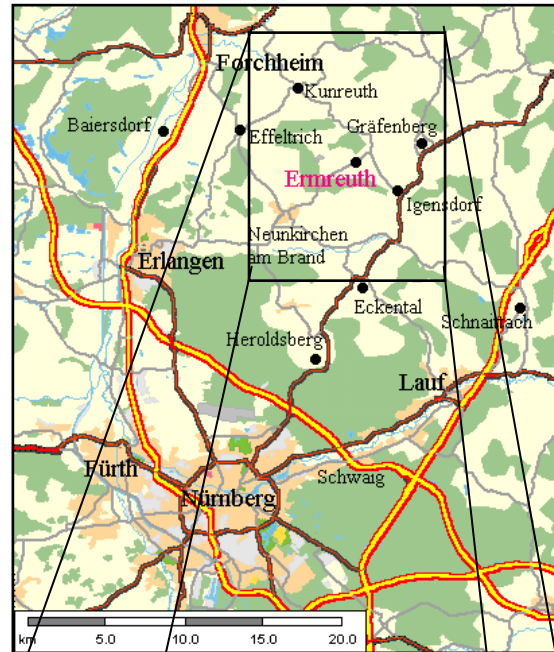 Forchheim
Kunreuth
Baiersdorf
Effeltrich
Gräfenberg
Ermreuth
Igensdorf
Neunkirchen
am Brand
Erlangen
Eckental
Schnaittach
Heroldsberg
Lauf
Fürth
Schwaig
Nürnberg
km 5.0 10.0 15.0 20.0